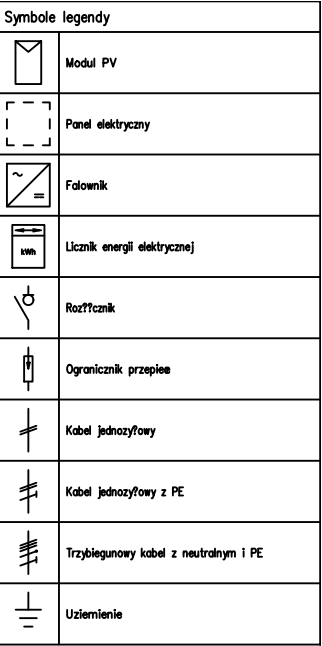 Symbole legendy
Moduł PV
Panel elektryczny
Falownik
kWh
Licznik energii elektrycznej
Roz??cznik
Ogranicznik
Kabel jednozy?owy
Kabel jednozy?owy z PE
Trzybiegunowy kabel z neutralnym i PE
Uziemienie